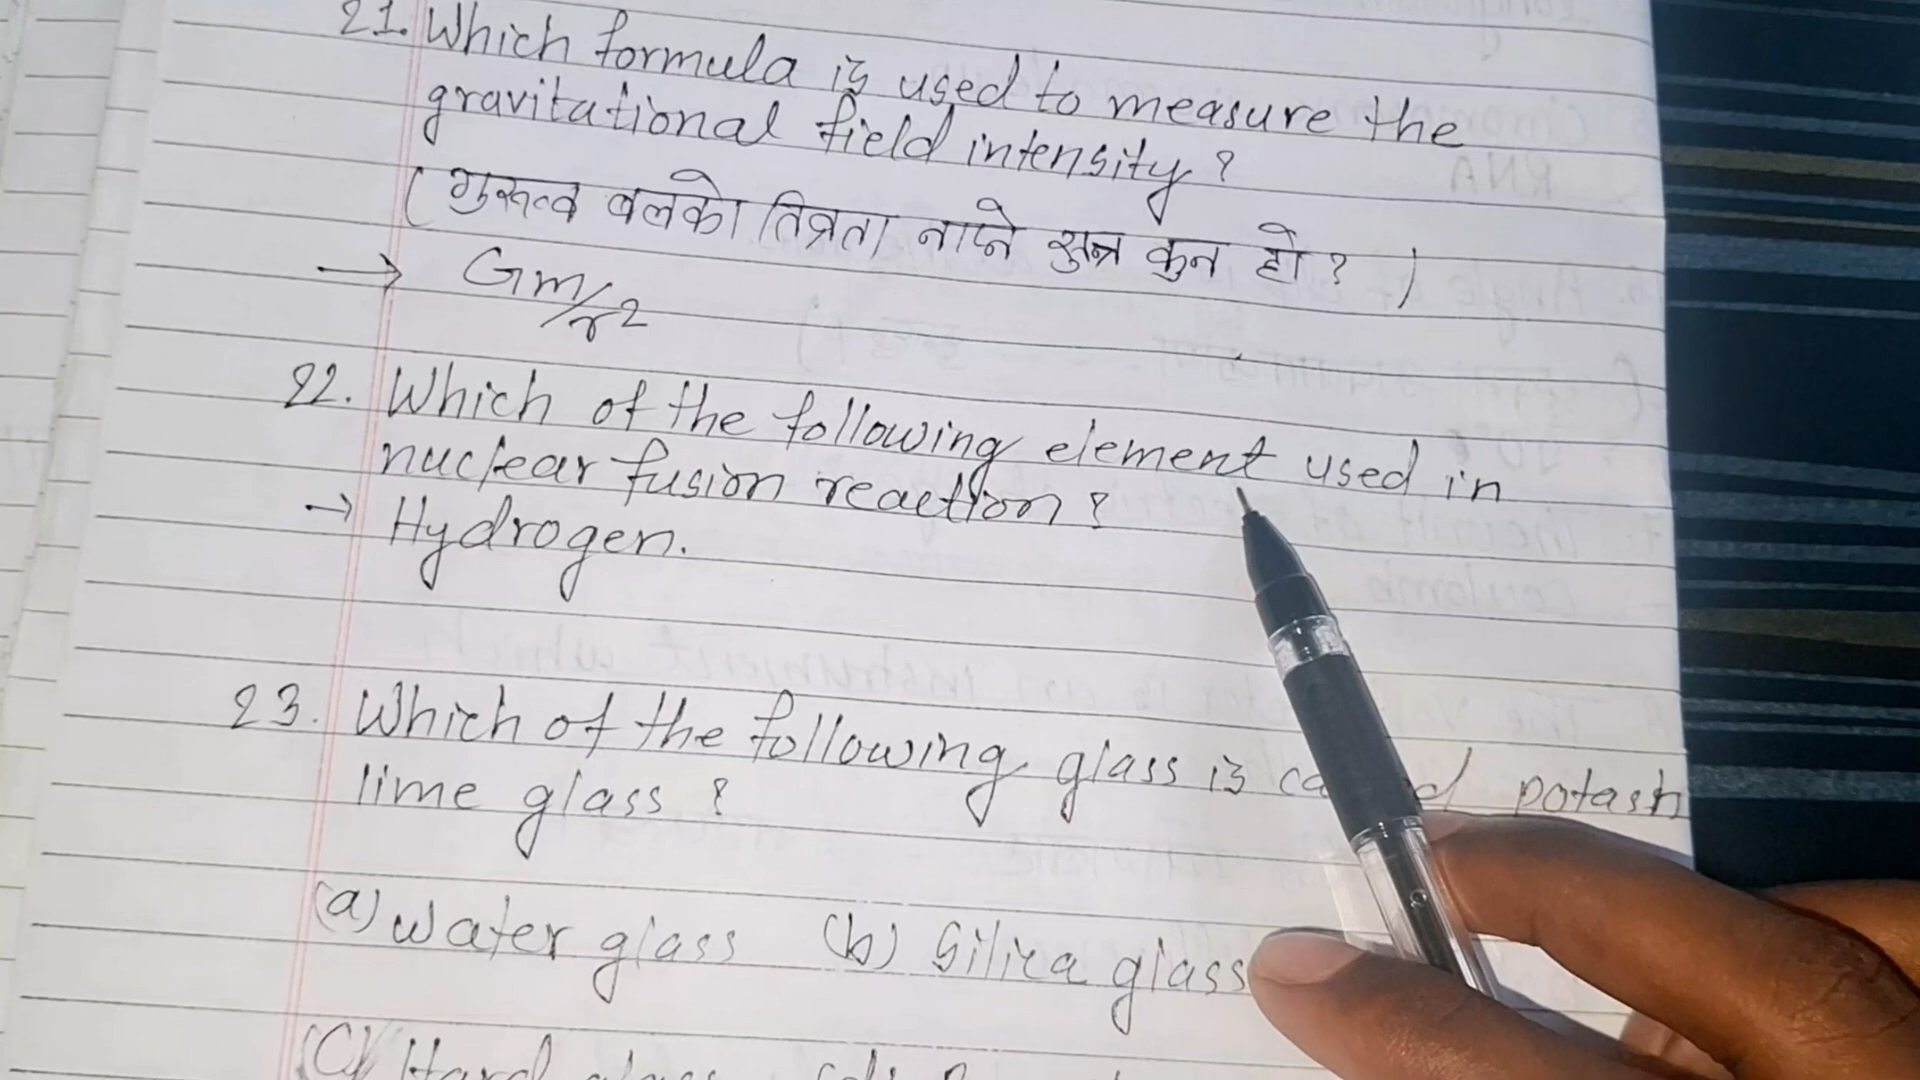 21. Which formula is used to measure the
gravitational field intensity?
(गुरुत्व बलको तिव्रता नाप्ने सुत्र कुन हो?)
→ Gm/r2
22. Which of the following element used in
nuclear fusion reaction?
→ Hydrogen.
23. Which of the following glass is potash
lime glass?
(a) Water glass (b) Silica glass
(c) Hard glass